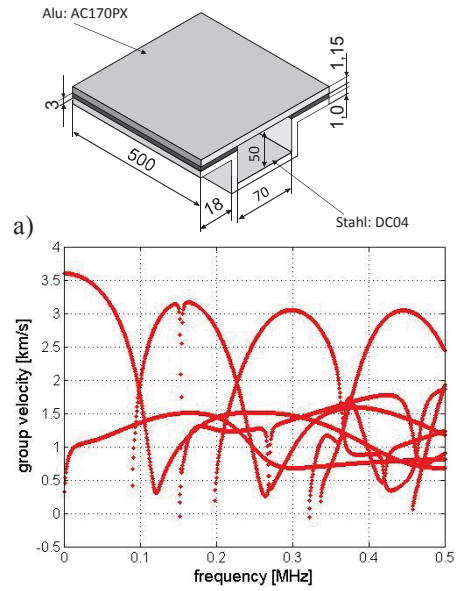 Alu: AC170PX
1,15
3
1,0
50
500
18
70
Stahl: DC04
a)
4
3.5
3
2.5
2
1.5
1
0.5
0
-0.5
group velocity [km/s]
0 0.1 0.2 0.3 0.4 0.5
frequency [MHz]